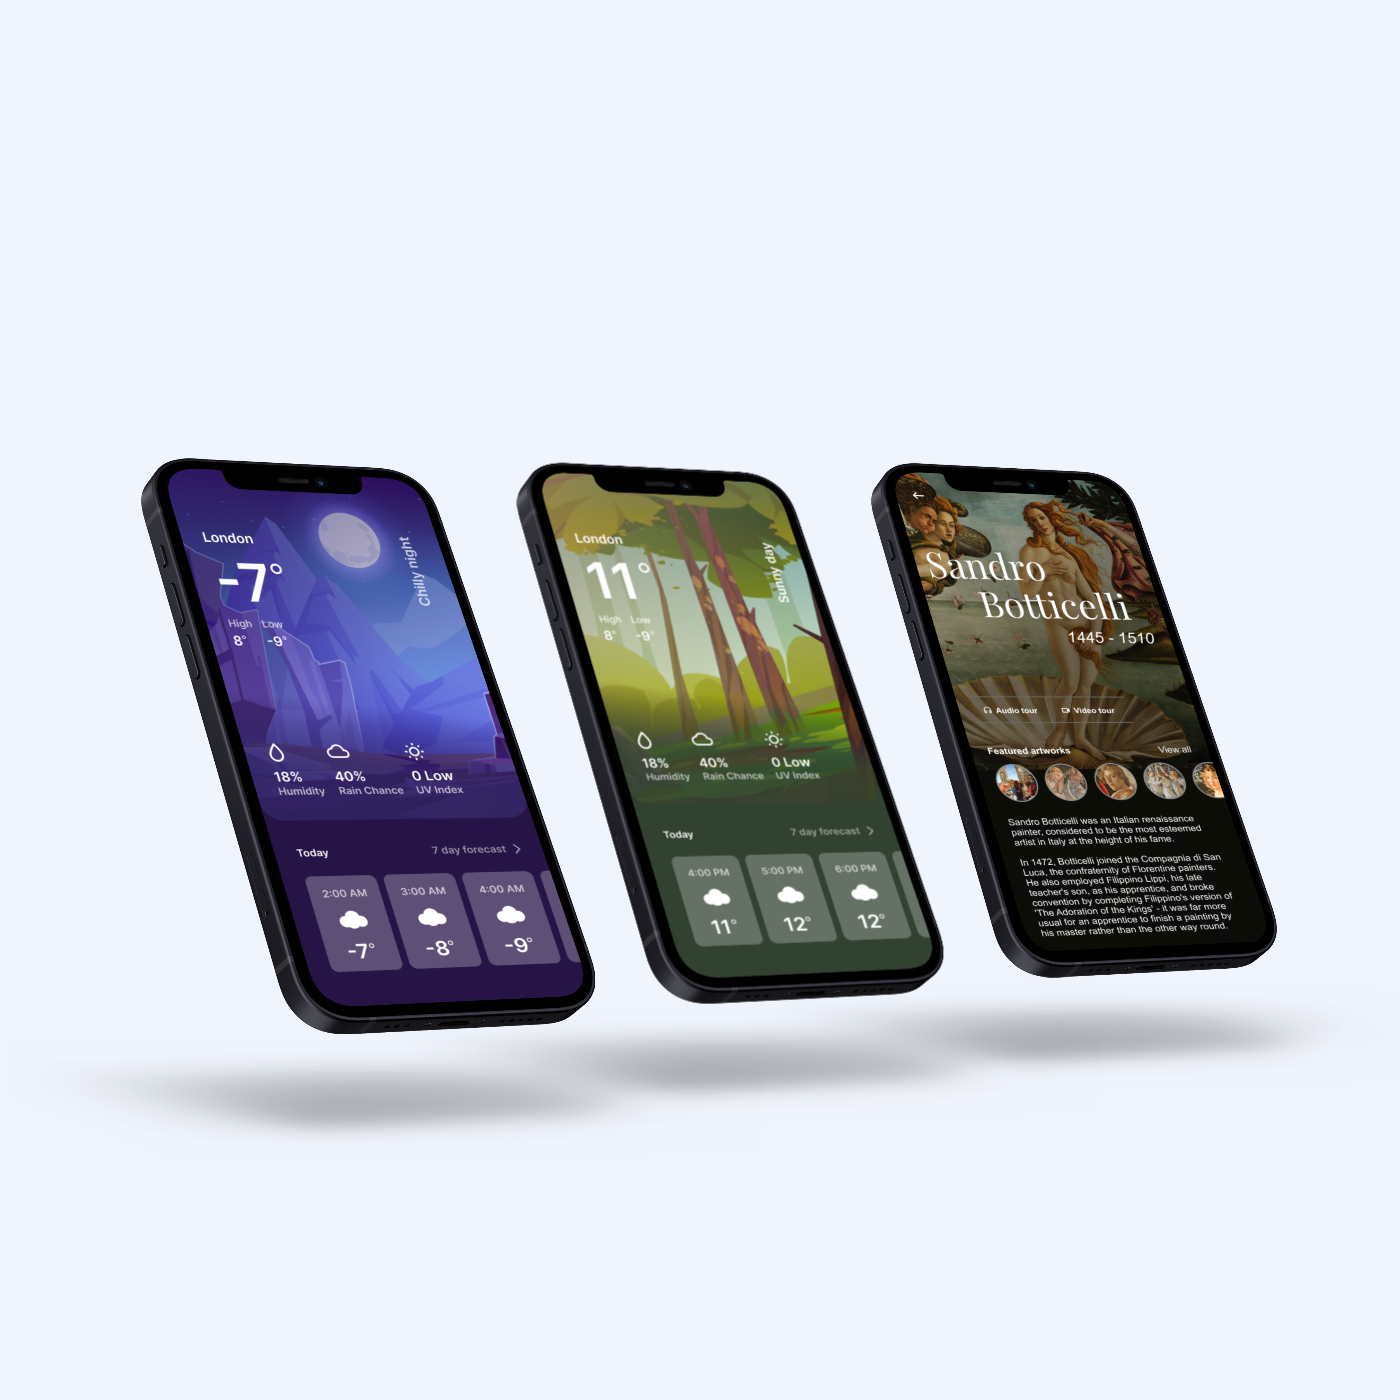 London
-7°
Chilly night
High Low
8° -9°
18% 40% 0 Low
Humidity Rain Chance UV Index
Today 7 day forecast
2:00 AM 3:00 AM 4:00 AM
-7° -8° -9°
London
11°
Sunny day
High Low
8° -9°
18% 40% 0 Low
Humidity Rain Chance UV Index
Today 7 day forecast
4:00 PM 5:00 PM 6:00 PM
11° 12° 12°
Sandro
Botticelli
1445 - 1510
Audio tour Video tour
Featured artworks View all
Sandro Botticelli was an Italian renaissance
painter, considered to be the most esteemed
artist in Italy at the height of his fame.
In 1472, Botticelli joined the Compagnia di San
Luca, the confraternity of Florentine painters.
He also employed Filippino Lippi, his late
teacher's son, as his apprentice, and broke
convention by completing Filippino's version of
'The Adoration of the Kings' - it was far more
usual for an apprentice to finish a painting by
his master rather than the other way round.